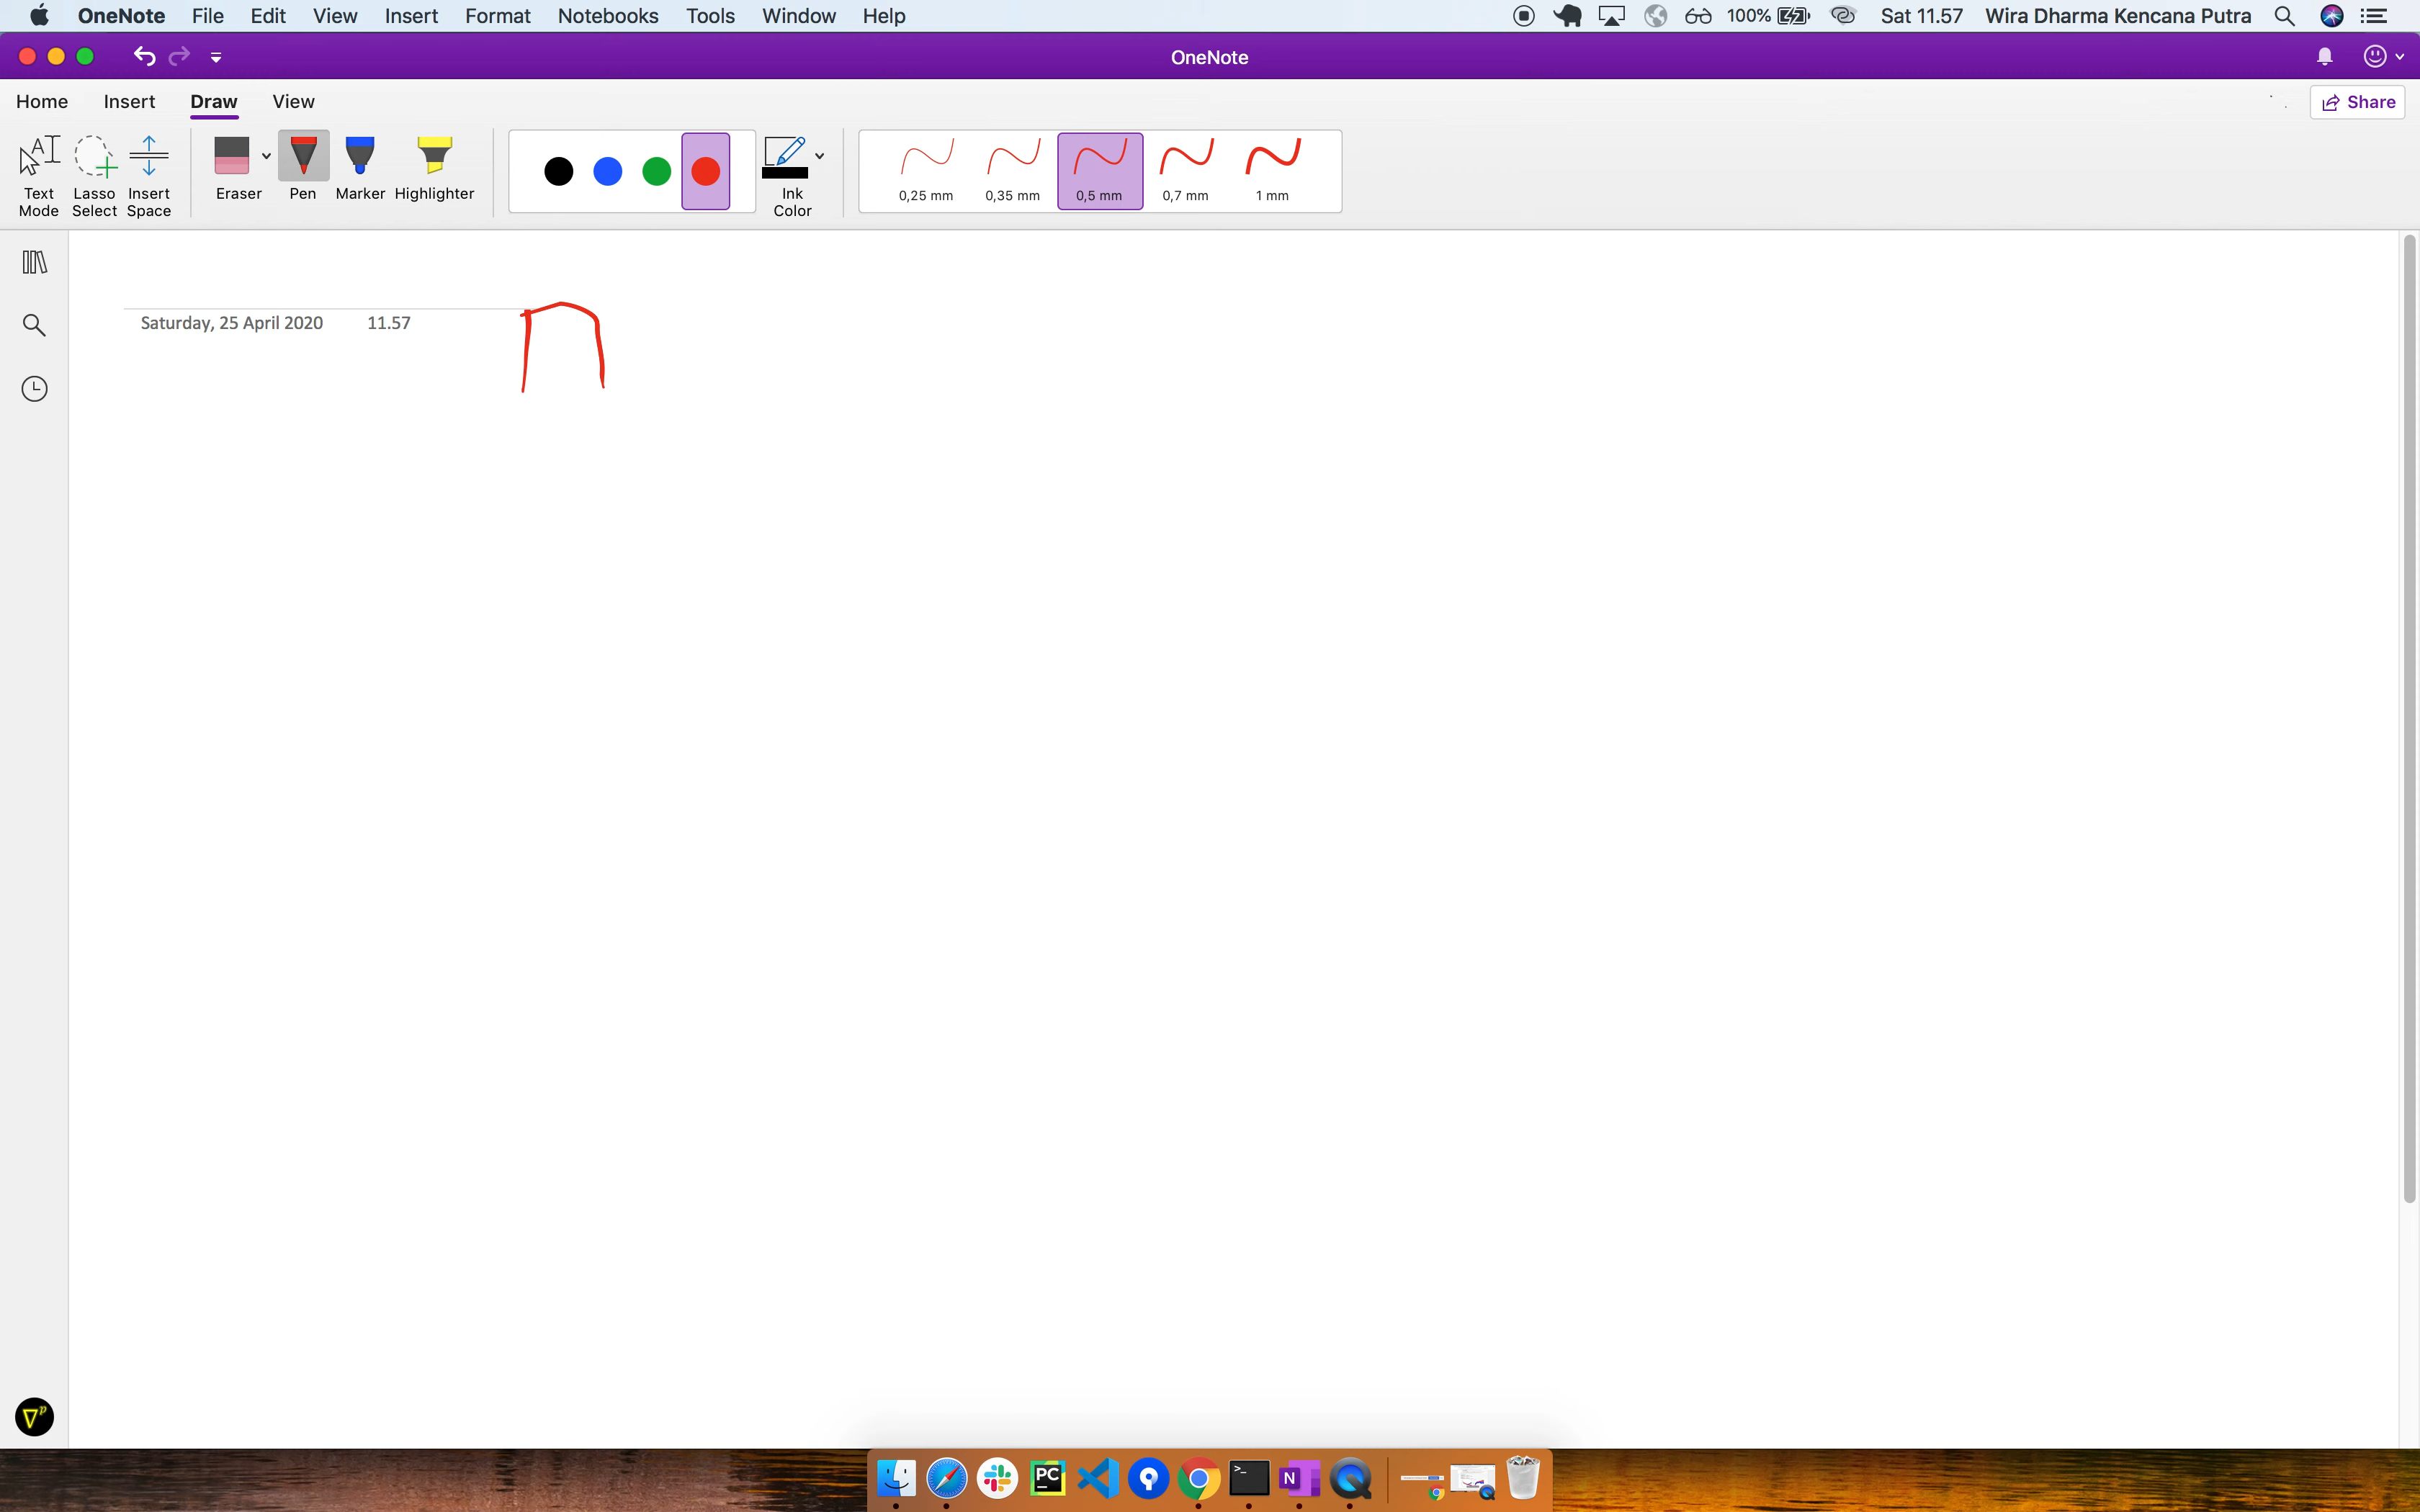 OneNote File Edit View Insert Format Notebooks Tools Window Help 100% Sat 11.57 Wira Dharma Kencana Putra
OneNote
Home Insert Draw View Share
0,25 mm 0,35 mm 0,5 mm 0,7 mm 1 mm
Text Mode
Lasso Select
Insert Space
Eraser
Pen
Marker
Highlighter
Ink Color
Saturday, 25 April 2020 11.57
∇p
PC
N